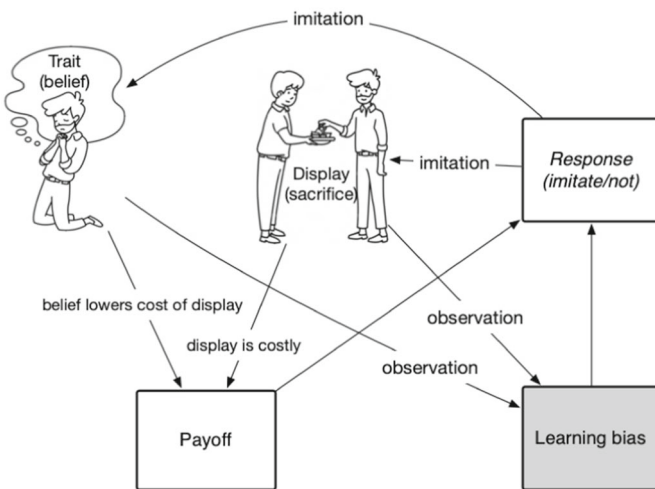 imitation
Trait
(belief)
Display
(sacrifice)
imitation
Response
(imitate/not)
belief lowers cost of display
display is costly
observation
observation
Payoff
Learning bias